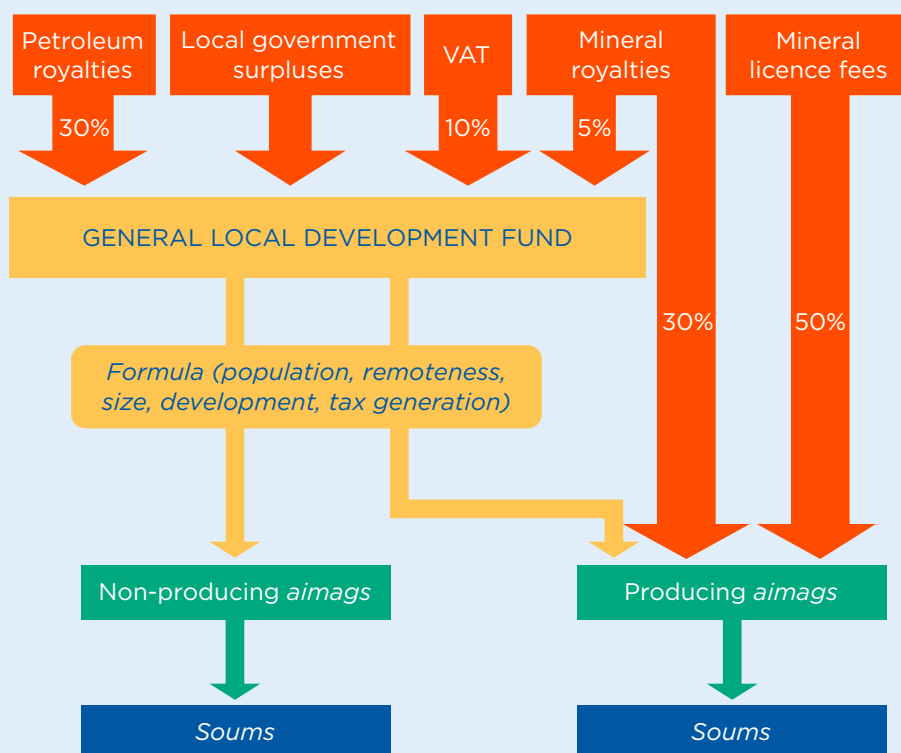 Petroleum
royalties
Local government
surpluses
VAT
Mineral
royalties
Mineral
licence fees
30%
10%
5%
GENERAL LOCAL DEVELOPMENT FUND
30%
50%
Formula (population, remoteness,
size, development, tax generation)
Non-producing aimags
Producing aimags
Soums
Soums